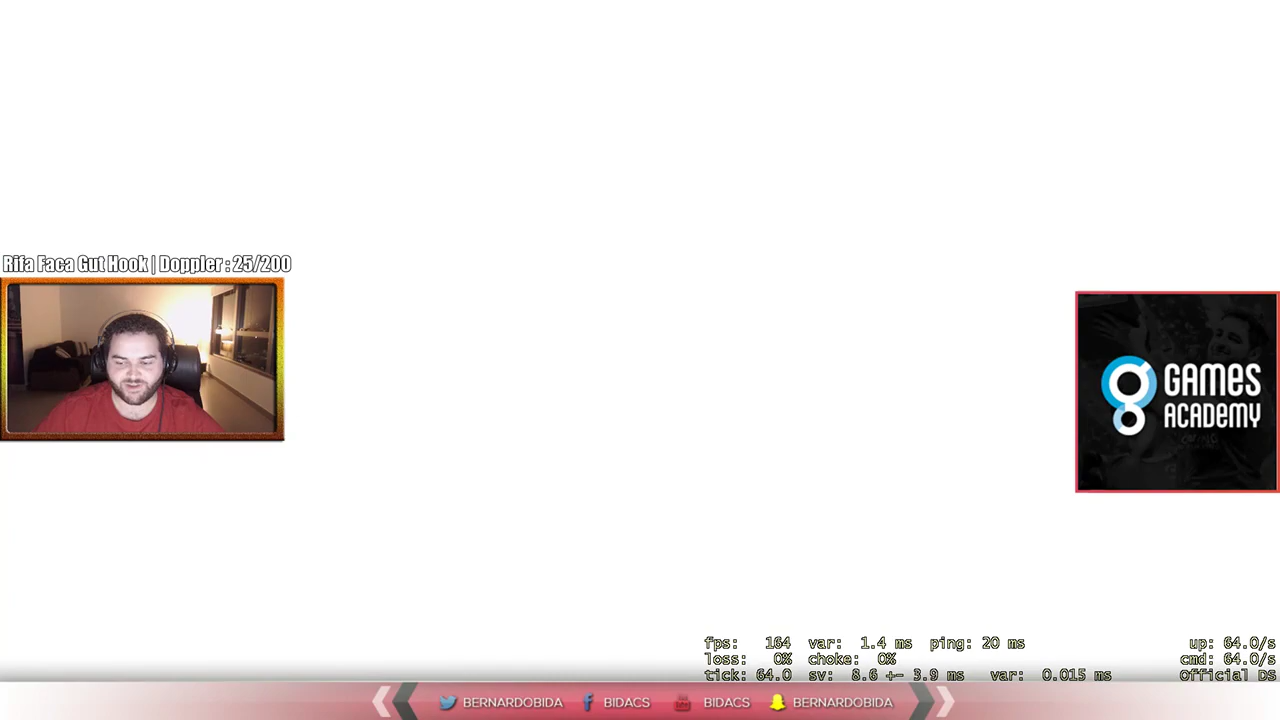 Rifa Faca Gut Hook | Doppler : 25/200
GAMES
ACADEMY
fps: 164 var: 1.4 ms ping: 20 ms up: 64.0/s
loss: 0% choke: 0% cmd: 64.0/s
tick: 64.0 sv: 8.6 +- 3.9 ms var: 0.015 ms Official DS
BERNARDOBIDA BIDACS BIDACS BERNARDOBIDA